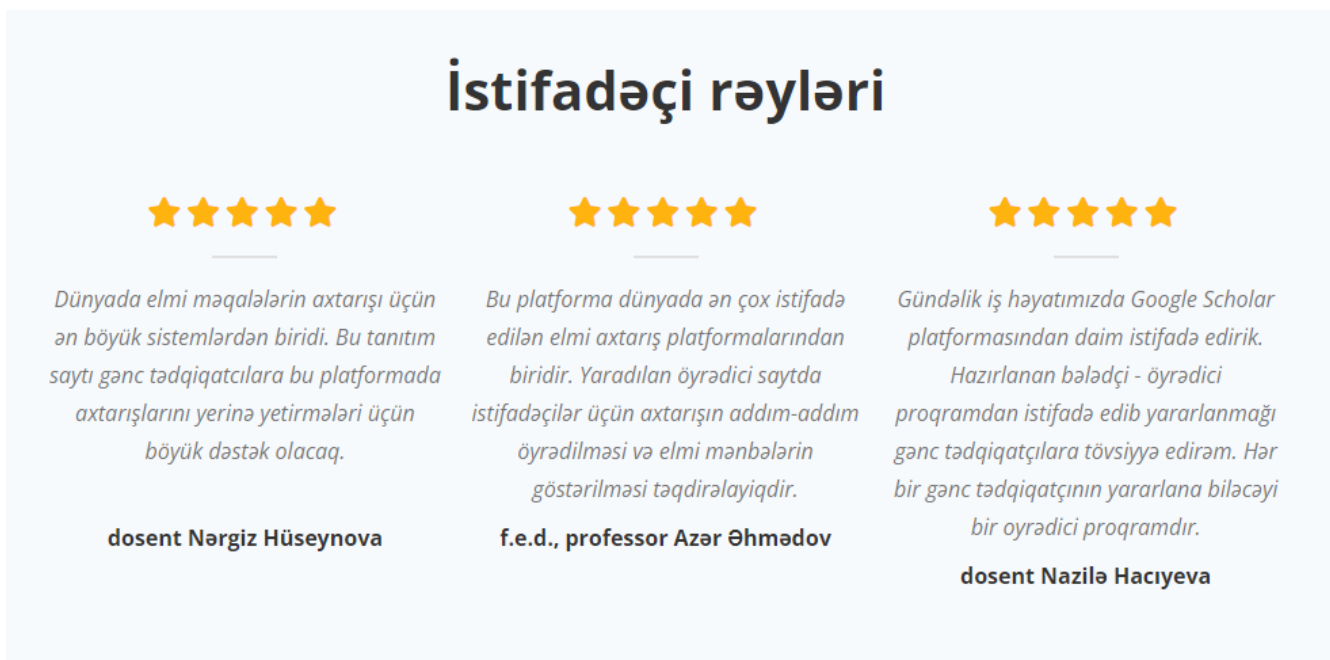 İstifadəçi rəyləri
Dünyada elmi məqalələrin axtarışı üçün
ən böyük sistemlərdən biridi. Bu tanıtım
saytı gənc tədqiqatcılara bu platformada
axtarışlarını yerinə yetirmələri üçün
böyük dəstək olacaq.
dosent Nərgiz Hüseynova
Bu platforma dünyada ən çox istifadə
edilən elmi axtarış platformalarından
biridir. Yaradılan öyrədici saytda
istifadəçilər üçün axtarışın addım-addım
öyrədilməsi və elmi mənbələrin
göstərilməsi təqdirəlayiqdir.
f.e.d., professor Azər Əhmədov
Gündəlik iş həyatımızda Google Scholar
platformasından daim istifadə edirik.
Hazırlanan bələdçi - öyrədici
proqramdan istifadə edib yararlanmağı
gənc tədqiqatçılara tövsiyyə edirəm. Hər
bir gənc tədqiqatçının yararlana biləcəyi
bir oyrədici proqramdır.
dosent Nazilə Hacıyeva